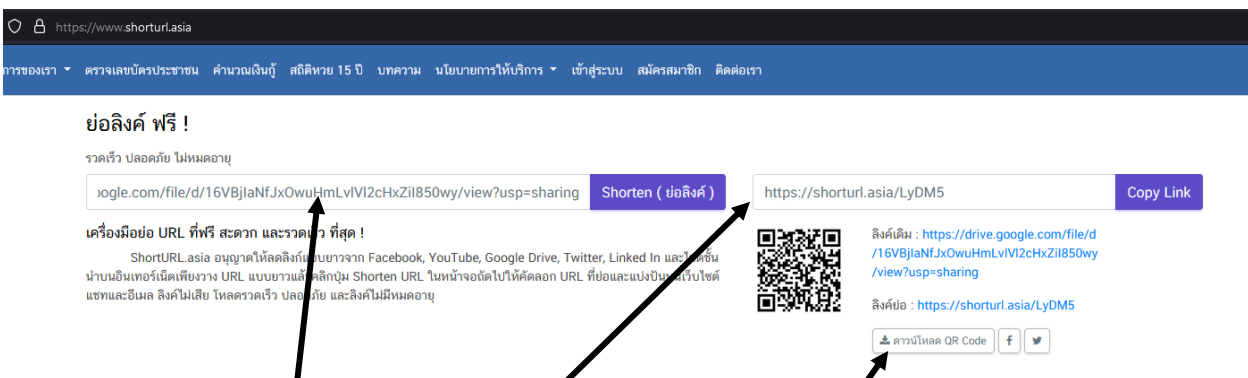 https://www.shorturl.asia
การของเรา ตรวจเลขบัตรประชาชน คำนวณเงินกู้ สถิติหวย 15 ปี บทความ นโยบายการให้บริการ เข้าสู่ระบบ สมัครสมาชิก ติดต่อเรา
ย่อลิงค์ ฟรี !
รวดเร็ว ปลอดภัย ไม่หมดอายุ
ogle.com/file/d/16VBjlaNfJxOwuHmLvlVl2cHxZiI850wy/view?usp=sharing Shorten ( ย่อลิงค์ ) https://shorturl.asia/LyDM5 Copy Link
เครื่องมือย่อ URL ที่ฟรี สะดวก และรวดเร็ว ที่สุด !
ShortURL.asia อนุญาตให้ลดลิงก์แบบยาวจาก Facebook, YouTube, Google Drive, Twitter, Linked In และไซต์ชั้น
นำบนอินเทอร์เน็ตเพียงวาง URL แบบยาวแล้วคลิกปุ่ม Shorten URL ในหน้าจอถัดไปให้คัดลอก URL ที่ย่อและแบ่งปันบนเว็บไซต์
แชทและอีเมล ลิงค์ไม่เสีย โหลดรวดเร็ว ปลอดภัย และลิงค์ไม่มีหมดอายุ
ลิงค์เดิม : https://drive.google.com/file/d
/16VBjlaNfJxOwuHmLvlVl2cHxZiI850wy
/view?usp=sharing
ลิงค์ย่อ : https://shorturl.asia/LyDM5
ดาวน์โหลด QR Code